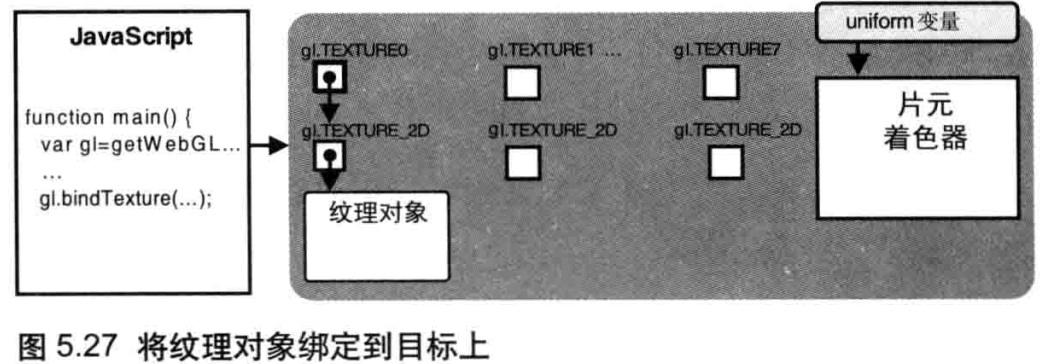 JavaScript
function main() {
var gl=getWebGL...
...
gl.bindTexture(...);
gl.TEXTURE0
gl.TEXTURE1 ...
gl.TEXTURE7
gl.TEXTURE_2D
gl.TEXTURE_2D
gl.TEXTURE_2D
纹理对象
uniform 变量
片元
着色器
图 5.27 将纹理对象绑定到目标上